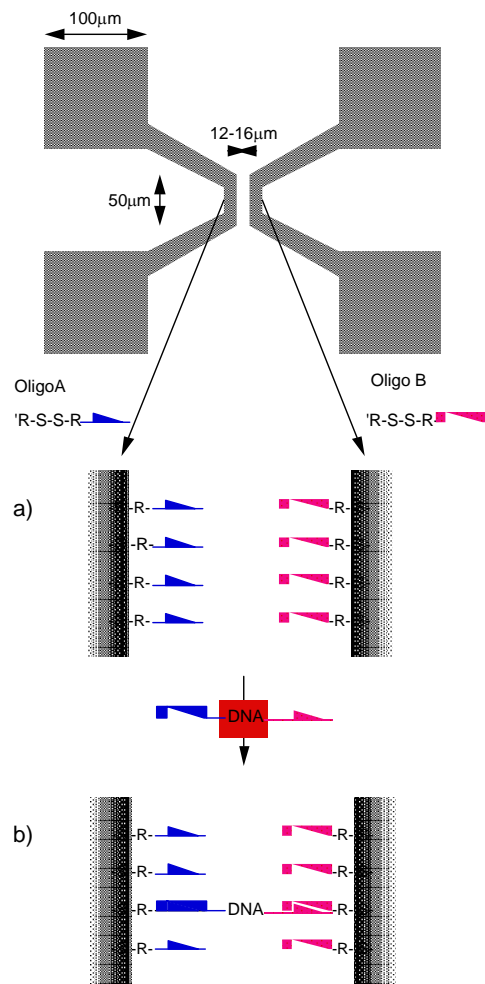 100μm
12-16μm
50μm
OligoA
Oligo B
'R-S-S-R
'R-S-S-R
a)
-R-
-R-
-R-
-R-
-R-
-R-
-R-
-R-
DNA
b)
-R-
-R-
-R-
-R-
-R-
DNA
-R-
-R-
-R-